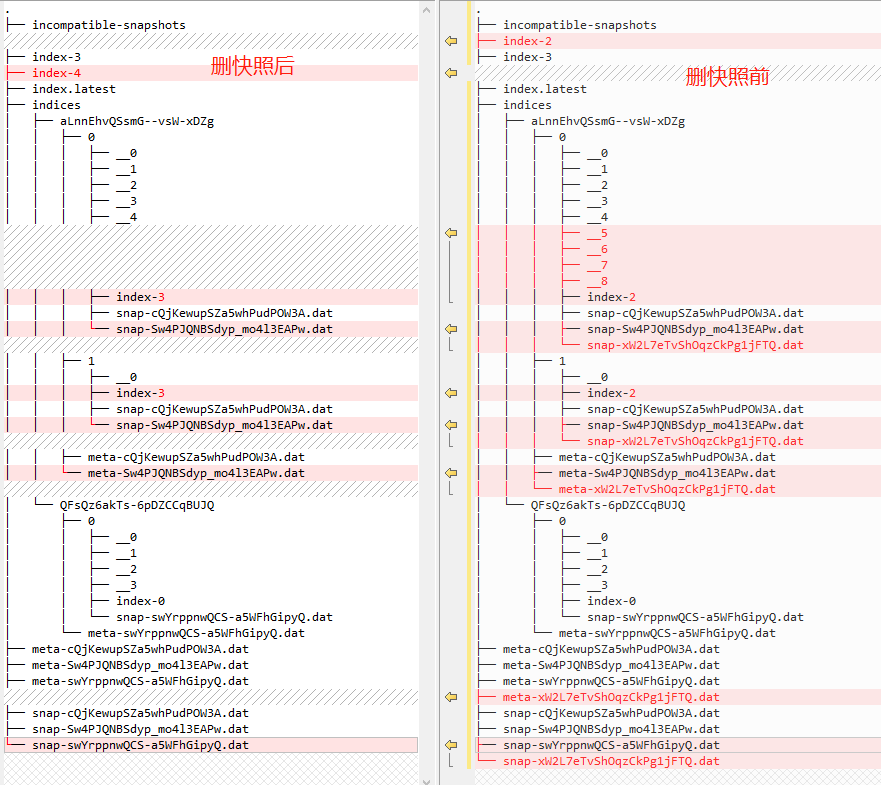 .
├── incompatible-snapshots
├── index-3
删快照后
├── index-4
├── index.latest
├── indices
│   ├── aLnnEhvQSsmG--vsW-xDZg
│   │   ├── 0
│   │   │   ├── __0
│   │   │   ├── __1
│   │   │   ├── __2
│   │   │   ├── __3
│   │   │   ├── __4
│   │   │   ├── index-3
│   │   │   ├── snap-cQjKewupSZa5whPudPOW3A.dat
│   │   │   └── snap-Sw4PJQNBSdyp_mo4l3EAPw.dat
│   │   ├── 1
│   │   │   ├── __0
│   │   │   ├── index-3
│   │   │   ├── snap-cQjKewupSZa5whPudPOW3A.dat
│   │   │   └── snap-Sw4PJQNBSdyp_mo4l3EAPw.dat
│   │   ├── meta-cQjKewupSZa5whPudPOW3A.dat
│   │   └── meta-Sw4PJQNBSdyp_mo4l3EAPw.dat
│   └── QFsQz6akTs-6pDZCCqBUJQ
│       ├── 0
│       │   ├── __0
│       │   ├── __1
│       │   ├── __2
│       │   ├── __3
│       │   ├── index-0
│       │   └── snap-swYrppnwQCS-a5WFhGipyQ.dat
│       └── meta-swYrppnwQCS-a5WFhGipyQ.dat
├── meta-cQjKewupSZa5whPudPOW3A.dat
├── meta-Sw4PJQNBSdyp_mo4l3EAPw.dat
├── meta-swYrppnwQCS-a5WFhGipyQ.dat
├── snap-cQjKewupSZa5whPudPOW3A.dat
├── snap-Sw4PJQNBSdyp_mo4l3EAPw.dat
└── snap-swYrppnwQCS-a5WFhGipyQ.dat
.
├── incompatible-snapshots
├── index-2
├── index-3
删快照前
├── index.latest
├── indices
│   ├── aLnnEhvQSsmG--vsW-xDZg
│   │   ├── 0
│   │   │   ├── __0
│   │   │   ├── __1
│   │   │   ├── __2
│   │   │   ├── __3
│   │   │   ├── __4
│   │   │   ├── __5
│   │   │   ├── __6
│   │   │   ├── __7
│   │   │   ├── __8
│   │   │   ├── index-2
│   │   │   ├── snap-cQjKewupSZa5whPudPOW3A.dat
│   │   │   ├── snap-Sw4PJQNBSdyp_mo4l3EAPw.dat
│   │   │   └── snap-xW2L7eTvShOqzCkPg1jFTQ.dat
│   │   ├── 1
│   │   │   ├── __0
│   │   │   ├── index-2
│   │   │   ├── snap-cQjKewupSZa5whPudPOW3A.dat
│   │   │   ├── snap-Sw4PJQNBSdyp_mo4l3EAPw.dat
│   │   │   └── snap-xW2L7eTvShOqzCkPg1jFTQ.dat
│   │   ├── meta-cQjKewupSZa5whPudPOW3A.dat
│   │   ├── meta-Sw4PJQNBSdyp_mo4l3EAPw.dat
│   │   └── meta-xW2L7eTvShOqzCkPg1jFTQ.dat
│   └── QFsQz6akTs-6pDZCCqBUJQ
│       ├── 0
│       │   ├── __0
│       │   ├── __1
│       │   ├── __2
│       │   ├── __3
│       │   ├── index-0
│       │   └── snap-swYrppnwQCS-a5WFhGipyQ.dat
│       └── meta-swYrppnwQCS-a5WFhGipyQ.dat
├── meta-cQjKewupSZa5whPudPOW3A.dat
├── meta-Sw4PJQNBSdyp_mo4l3EAPw.dat
├── meta-swYrppnwQCS-a5WFhGipyQ.dat
├── meta-xW2L7eTvShOqzCkPg1jFTQ.dat
├── snap-cQjKewupSZa5whPudPOW3A.dat
├── snap-Sw4PJQNBSdyp_mo4l3EAPw.dat
├── snap-swYrppnwQCS-a5WFhGipyQ.dat
└── snap-xW2L7eTvShOqzCkPg1jFTQ.dat